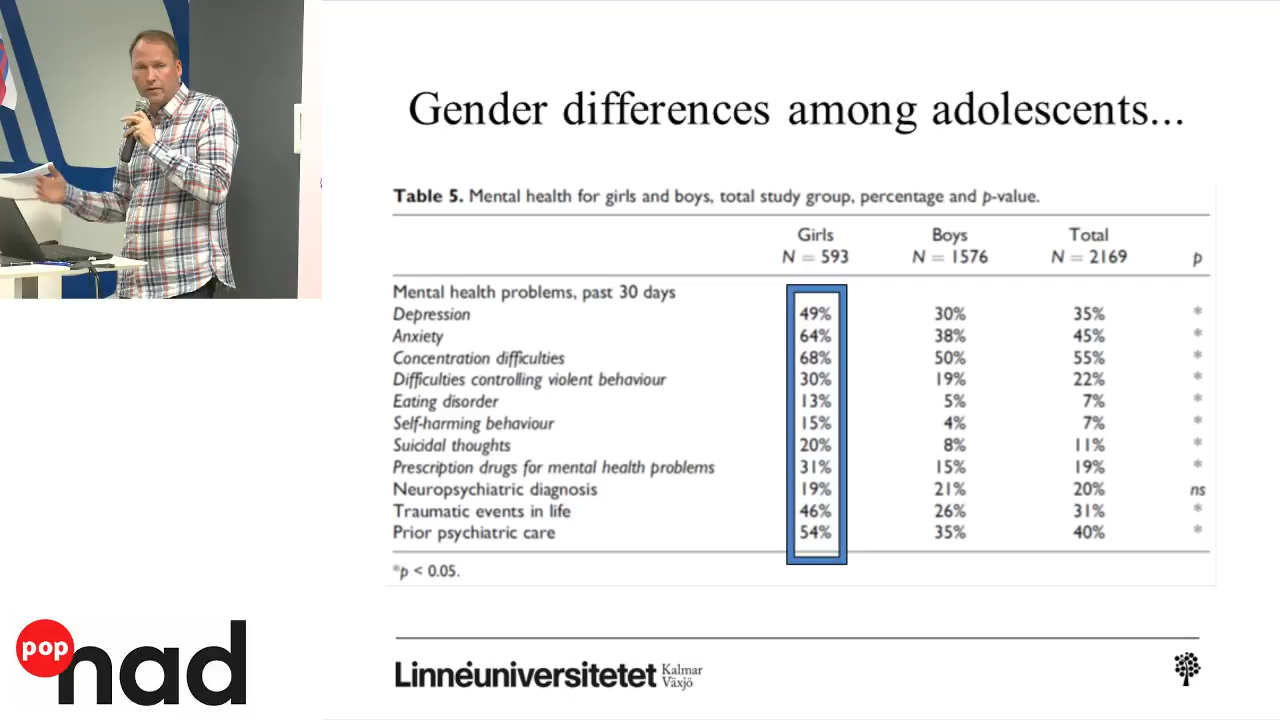 Gender differences among adolescents...
Table 5. Mental health for girls and boys, total study group, percentage and p-value.
Girls Boys Total
N = 593 N = 1576 N = 2169 p
Mental health problems, past 30 days
Depression 49% 30% 35% *
Anxiety 64% 38% 45% *
Concentration difficulties 68% 50% 55% *
Difficulties controlling violent behaviour 30% 19% 22% *
Eating disorder 13% 5% 7% *
Self-harming behaviour 15% 4% 7% *
Suicidal thoughts 20% 8% 11% *
Prescription drugs for mental health problems 31% 15% 19% *
Neuropsychiatric diagnosis 19% 21% 20% ns
Traumatic events in life 46% 26% 31% *
Prior psychiatric care 54% 35% 40% *
*p < 0.05.
pop
nad
Linnéuniversitetet Kalmar
Växjö